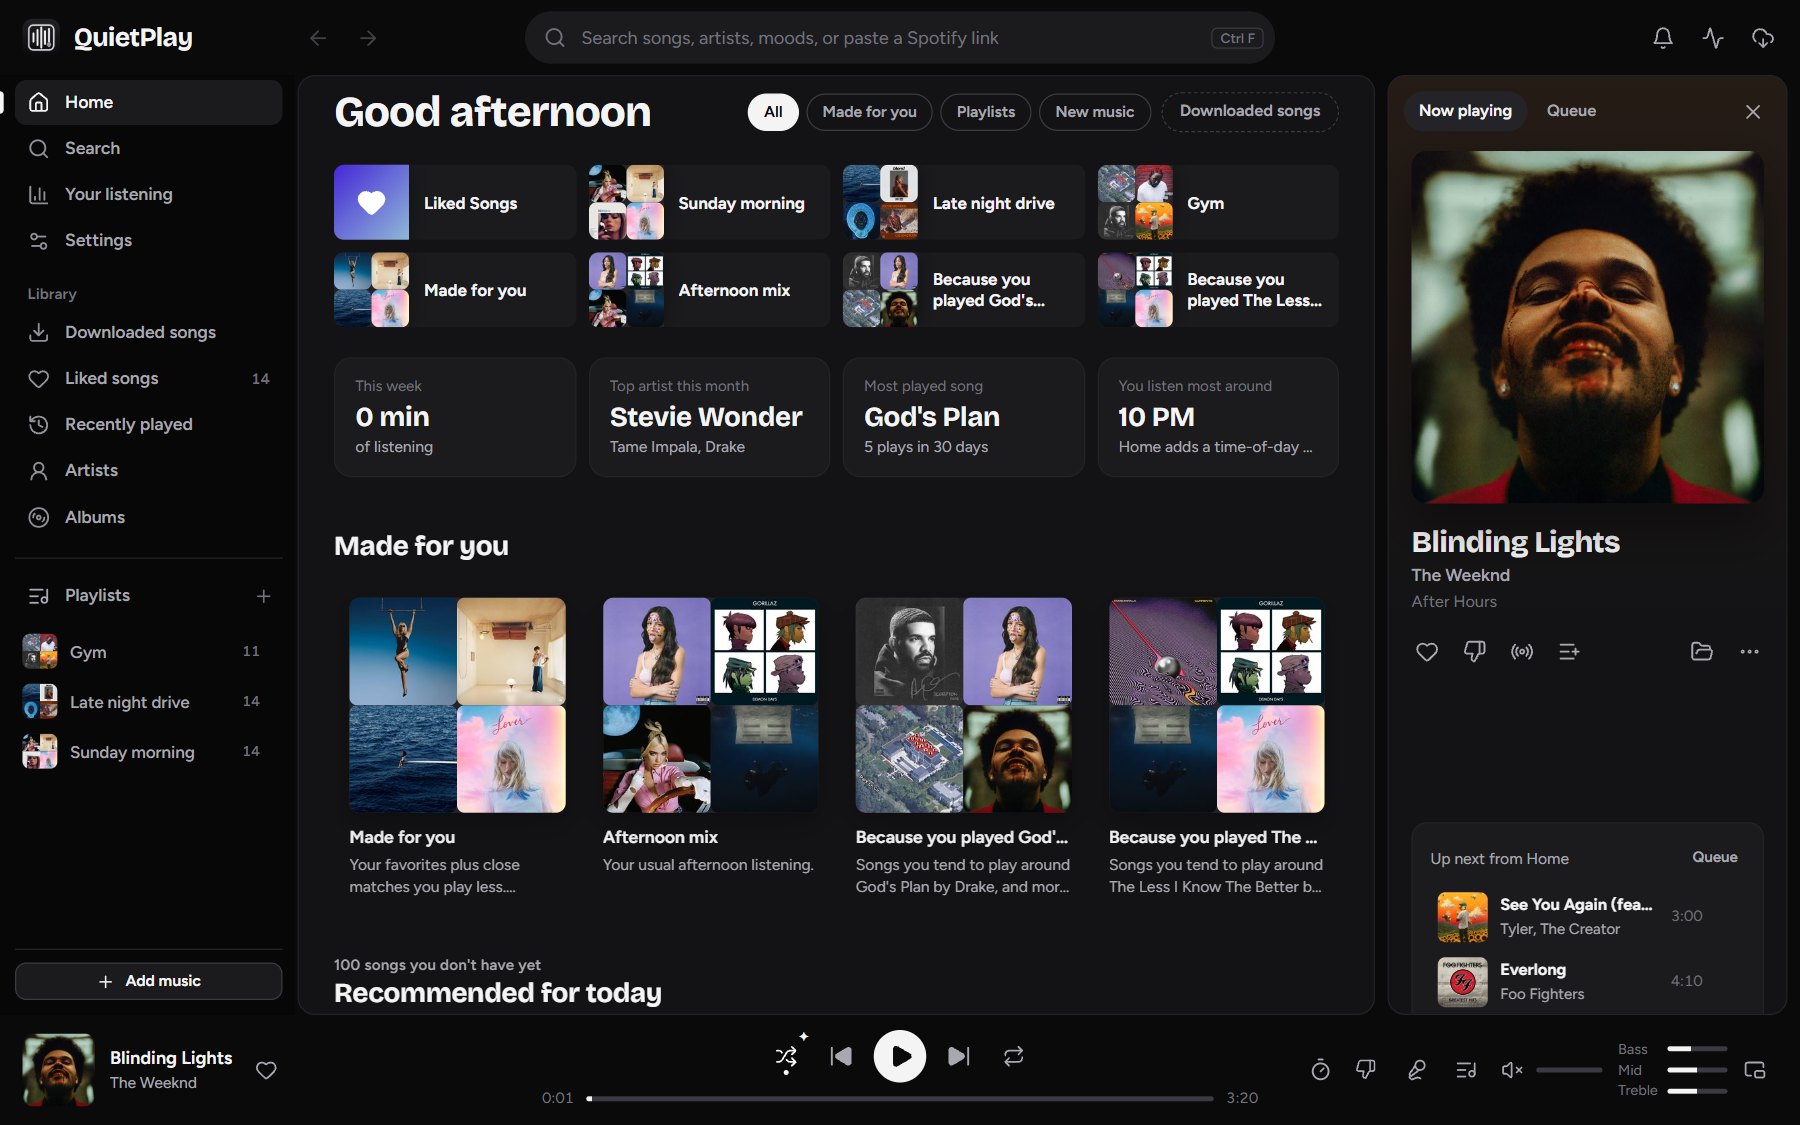 QuietPlay
Search songs, artists, moods, or paste a Spotify link
Ctrl F
Home
Search
Your listening
Settings
Library
Downloaded songs
Liked songs
14
Recently played
Artists
Albums
Playlists
Gym
11
Late night drive
14
Sunday morning
14
Add music
Good afternoon
All
Made for you
Playlists
New music
Downloaded songs
Liked Songs
Sunday morning
Late night drive
Gym
Made for you
Afternoon mix
Because you
played God's...
Because you
played The Less...
This week
0 min
of listening
Top artist this month
Stevie Wonder
Tame Impala, Drake
Most played song
God's Plan
5 plays in 30 days
You listen most around
10 PM
Home adds a time-of-day ...
Made for you
Lover
GORILLAZ
DEMON DAYS
GORILLAZ
DEMON DAYS
Lover
Made for you
Your favorites plus close
matches you play less....
Afternoon mix
Your usual afternoon listening.
Because you played God'...
Songs you tend to play around
God's Plan by Drake, and mor...
Because you played The ...
Songs you tend to play around
The Less I Know The Better b...
100 songs you don't have yet
Recommended for today
Now playing
Queue
Blinding Lights
The Weeknd
After Hours
Up next from Home
Queue
See You Again (fea...
Tyler, The Creator
3:00
FOO FIGHTERS
Everlong
Foo Fighters
4:10
Blinding Lights
The Weeknd
0:01
3:20
Bass
Mid
Treble